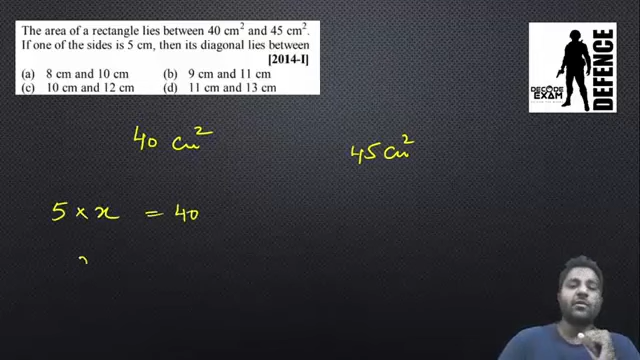 The area of a rectangle lies between 40 cm² and 45 cm².
If one of the sides is 5 cm, then its diagonal lies between
[2014-I]
(a) 8 cm and 10 cm (b) 9 cm and 11 cm
(c) 10 cm and 12 cm (d) 11 cm and 13 cm
DECODE
EXAM
DEFENCE
40 cm²
45 cm²
5 × x = 40